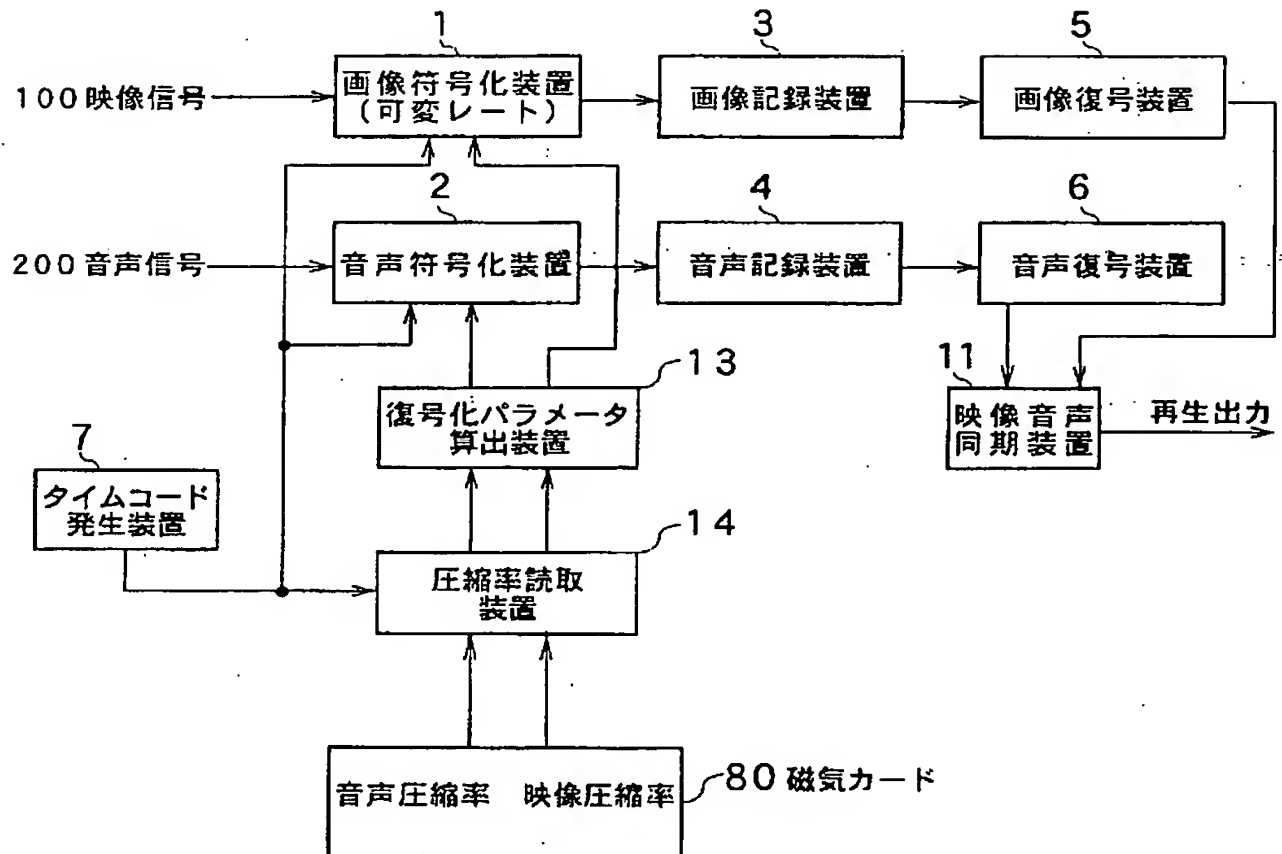 1
3
5
100映像信号
画像符号化装置
(可変レート)
画像記録装置
画像復号装置
2
4
6
200音声信号
音声符号化装置
音声記録装置
音声復号装置
13
11
復号化パラメータ
算出装置
映像音声
同期装置
再生出力
7
タイムコード
発生装置
14
圧縮率読取
装置
音声圧縮率 映像圧縮率
80磁気カード